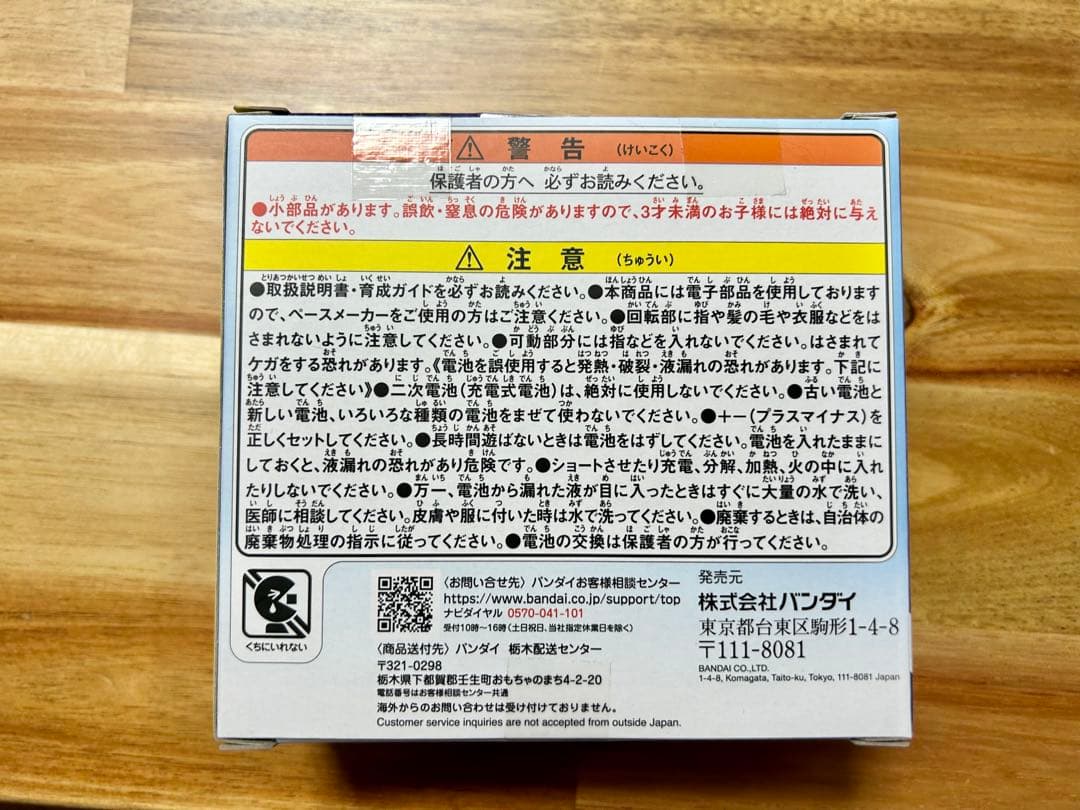 ⚠ 警告 (けいこく)
保護者の方へ 必ずお読みください。
●小部品があります。誤飲・窒息の危険がありますので、3才未満のお子様には絶対に与え
ないでください。
⚠ 注意 (ちゅうい)
●取扱説明書・育成ガイドを必ずお読みください。●本商品には電子部品を使用しております
ので、ペースメーカーをご使用の方はご注意ください。●回転部に指や髪の毛や衣服などをは
さまれないように注意してください。●可動部分には指などを入れないでください。はさまれて
ケガをする恐れがあります。《電池を誤使用すると発熱・破裂・液漏れの恐れがあります。下記に
注意してください》●二次電池(充電式電池)は、絶対に使用しないでください。●古い電池と
新しい電池、いろいろな種類の電池をまぜて使わないでください。●+-(プラスマイナス)を
正しくセットしてください。●長時間遊ばないときは電池をはずしてください。電池を入れたままに
しておくと、液漏れの恐れがあり危険です。●ショートさせたり充電、分解、加熱、火の中に入れ
たりしないでください。●万一、電池から漏れた液が目に入ったときはすぐに大量の水で洗い、
医師に相談してください。皮膚や服に付いた時は水で洗ってください。●廃棄するときは、自治体の
廃棄物処理の指示に従ってください。●電池の交換は保護者の方が行ってください。
くちにいれない
〈お問い合せ先〉バンダイお客様相談センター
https://www.bandai.co.jp/support/top
ナビダイヤル 0570-041-101
受付10時〜16時(土日祝日、当社指定休業日を除く)
〈商品送付先〉バンダイ 栃木配送センター
〒321-0298
栃木県下都賀郡壬生町おもちゃのまち4-2-20
電話番号はお客様相談センター共通
海外からのお問い合わせは受け付けておりません。
Customer service inquiries are not accepted from outside Japan.
発売元
株式会社バンダイ
東京都台東区駒形1-4-8
〒111-8081
BANDAI CO.,LTD.
1-4-8, Komagata, Taito-ku, Tokyo, 111-8081 Japan